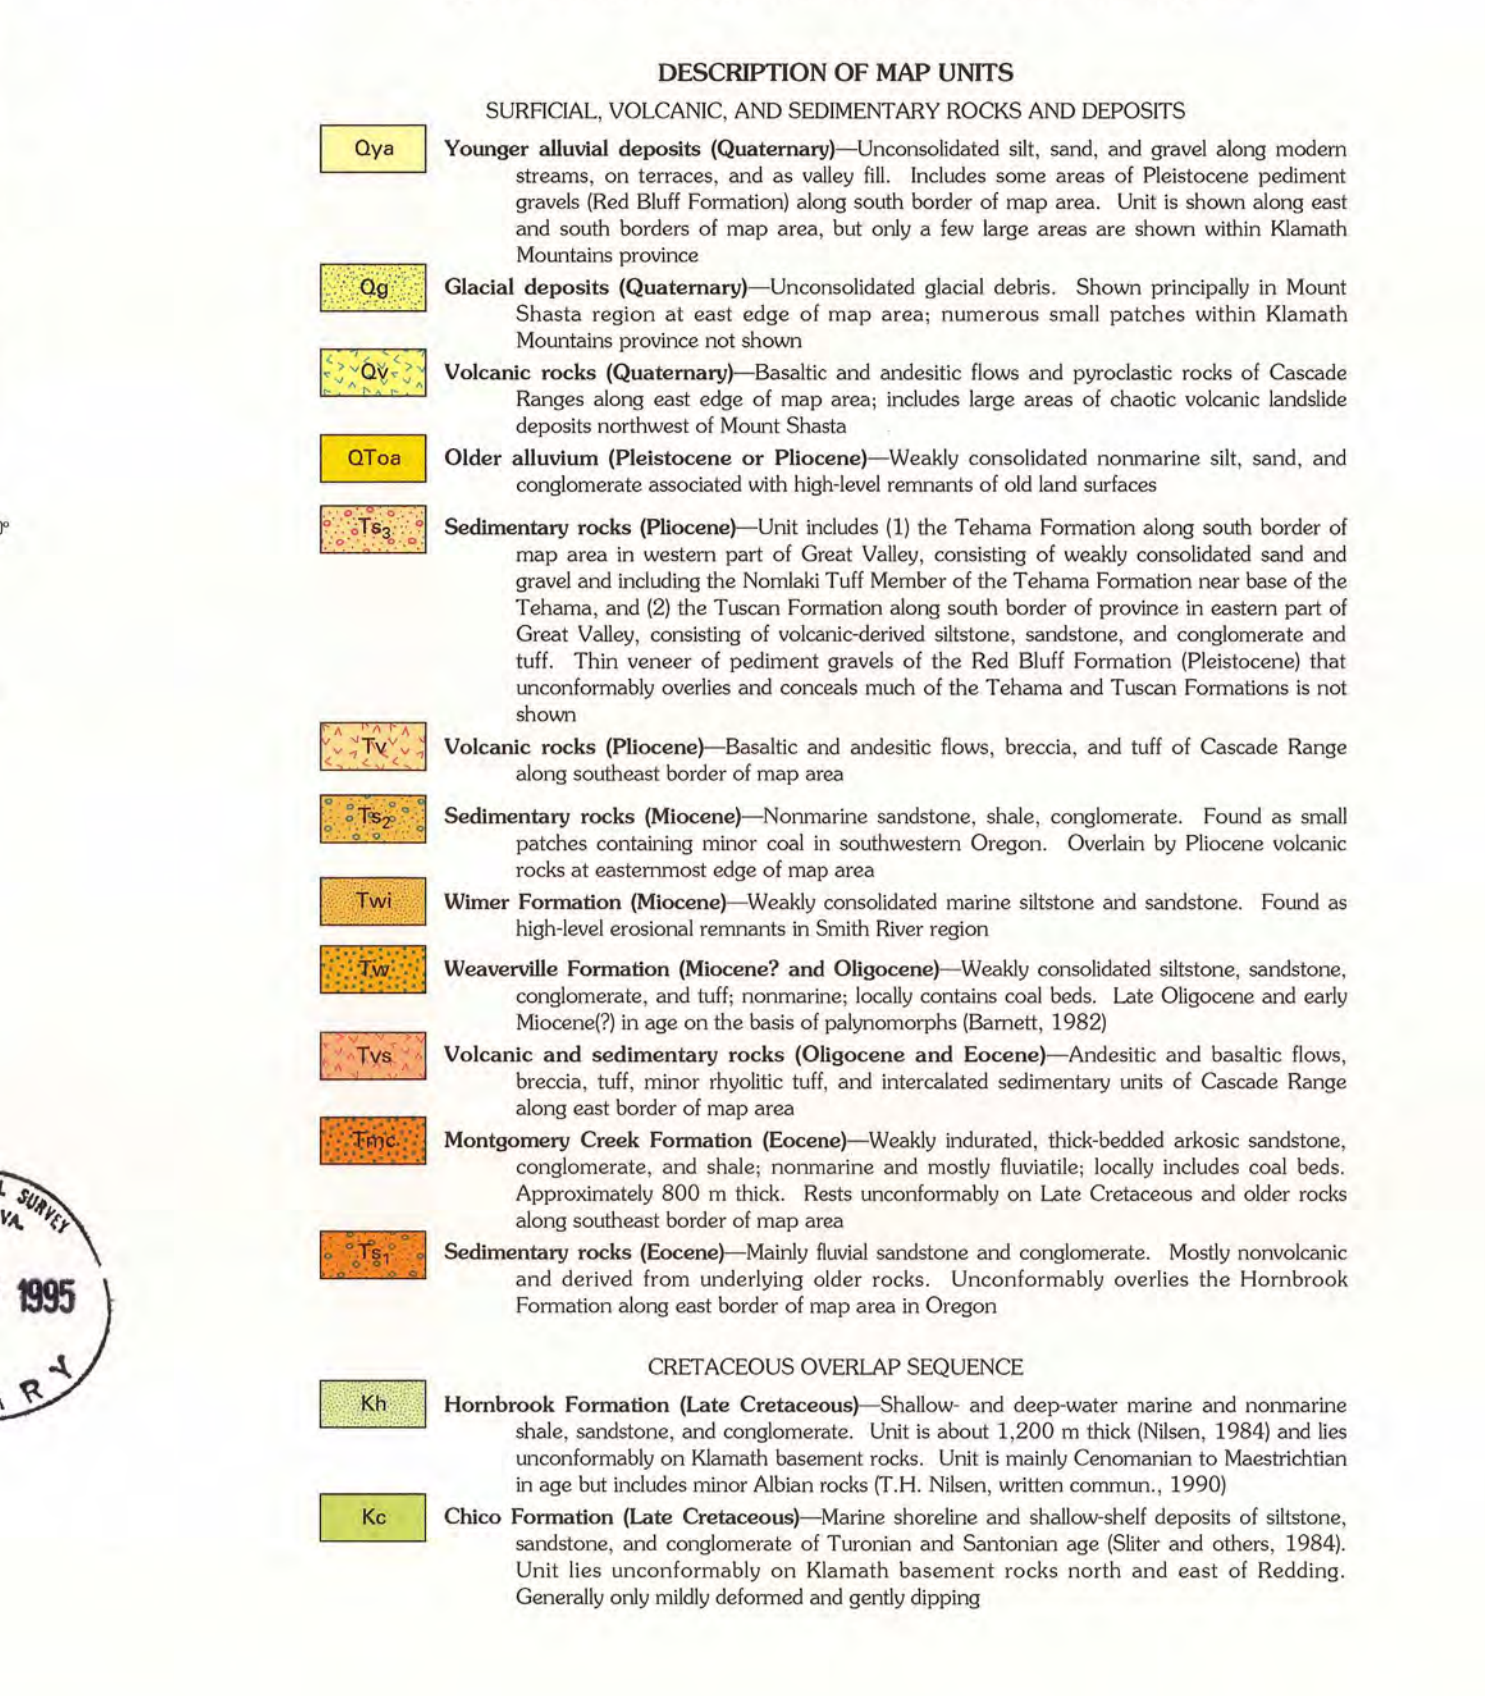 DESCRIPTION OF MAP UNITS
SURFICIAL, VOLCANIC, AND SEDIMENTARY ROCKS AND DEPOSITS
Qya
Younger alluvial deposits (Quaternary)—Unconsolidated silt, sand, and gravel along modern
streams, on terraces, and as valley fill. Includes some areas of Pleistocene pediment
gravels (Red Bluff Formation) along south border of map area. Unit is shown along east
and south borders of map area, but only a few large areas are shown within Klamath
Mountains province
Qg
Glacial deposits (Quaternary)—Unconsolidated glacial debris. Shown principally in Mount
Shasta region at east edge of map area; numerous small patches within Klamath
Mountains province not shown
Qv
Volcanic rocks (Quaternary)—Basaltic and andesitic flows and pyroclastic rocks of Cascade
Ranges along east edge of map area; includes large areas of chaotic volcanic landslide
deposits northwest of Mount Shasta
QToa
Older alluvium (Pleistocene or Pliocene)—Weakly consolidated nonmarine silt, sand, and
conglomerate associated with high-level remnants of old land surfaces
Ts3
Sedimentary rocks (Pliocene)—Unit includes (1) the Tehama Formation along south border of
map area in western part of Great Valley, consisting of weakly consolidated sand and
gravel and including the Nomlaki Tuff Member of the Tehama Formation near base of the
Tehama, and (2) the Tuscan Formation along south border of province in eastern part of
Great Valley, consisting of volcanic-derived siltstone, sandstone, and conglomerate and
tuff. Thin veneer of pediment gravels of the Red Bluff Formation (Pleistocene) that
unconformably overlies and conceals much of the Tehama and Tuscan Formations is not
shown
Tv
Volcanic rocks (Pliocene)—Basaltic and andesitic flows, breccia, and tuff of Cascade Range
along southeast border of map area
Ts2
Sedimentary rocks (Miocene)—Nonmarine sandstone, shale, conglomerate. Found as small
patches containing minor coal in southwestern Oregon. Overlain by Pliocene volcanic
rocks at easternmost edge of map area
Twi
Wimer Formation (Miocene)—Weakly consolidated marine siltstone and sandstone. Found as
high-level erosional remnants in Smith River region
Tw
Weaverville Formation (Miocene? and Oligocene)—Weakly consolidated siltstone, sandstone,
conglomerate, and tuff; nonmarine; locally contains coal beds. Late Oligocene and early
Miocene(?) in age on the basis of palynomorphs (Barnett, 1982)
Tvs
Volcanic and sedimentary rocks (Oligocene and Eocene)—Andesitic and basaltic flows,
breccia, tuff, minor rhyolitic tuff, and intercalated sedimentary units of Cascade Range
along east border of map area
Tmc
Montgomery Creek Formation (Eocene)—Weakly indurated, thick-bedded arkosic sandstone,
conglomerate, and shale; nonmarine and mostly fluviatile; locally includes coal beds.
Approximately 800 m thick. Rests unconformably on Late Cretaceous and older rocks
along southeast border of map area
Ts1
Sedimentary rocks (Eocene)—Mainly fluvial sandstone and conglomerate. Mostly nonvolcanic
and derived from underlying older rocks. Unconformably overlies the Hornbrook
Formation along east border of map area in Oregon
CRETACEOUS OVERLAP SEQUENCE
Kh
Hornbrook Formation (Late Cretaceous)—Shallow- and deep-water marine and nonmarine
shale, sandstone, and conglomerate. Unit is about 1,200 m thick (Nilsen, 1984) and lies
unconformably on Klamath basement rocks. Unit is mainly Cenomanian to Maestrichtian
in age but includes minor Albian rocks (T.H. Nilsen, written commun., 1990)
Kc
Chico Formation (Late Cretaceous)—Marine shoreline and shallow-shelf deposits of siltstone,
sandstone, and conglomerate of Turonian and Santonian age (Sliter and others, 1984).
Unit lies unconformably on Klamath basement rocks north and east of Redding.
Generally only mildly deformed and gently dipping
SURVEY
VA.
1995
R Y